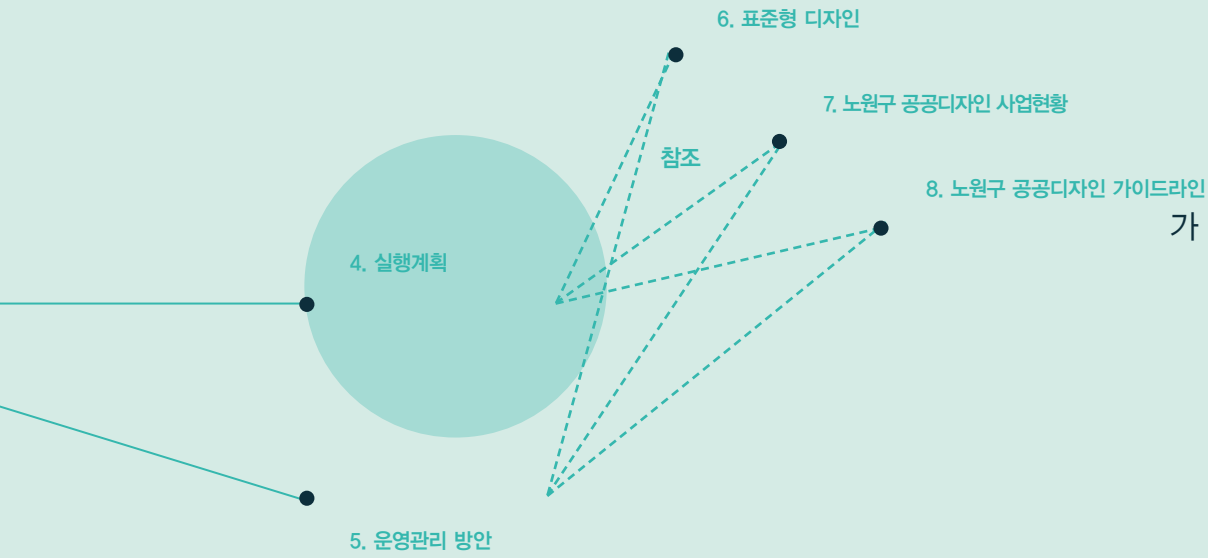 6. 표준형 디자인
7. 노원구 공공디자인 사업현황
참조
8. 노원구 공공디자인 가이드라인
가
4. 실행계획
5. 운영관리 방안